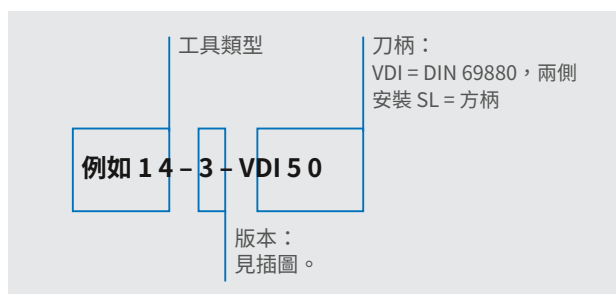 工具類型
刀柄：
VDI = DIN 69880，兩側
安裝 SL = 方柄
例如 1 4 – 3 – VDI 5 0
版本：
見插圖。